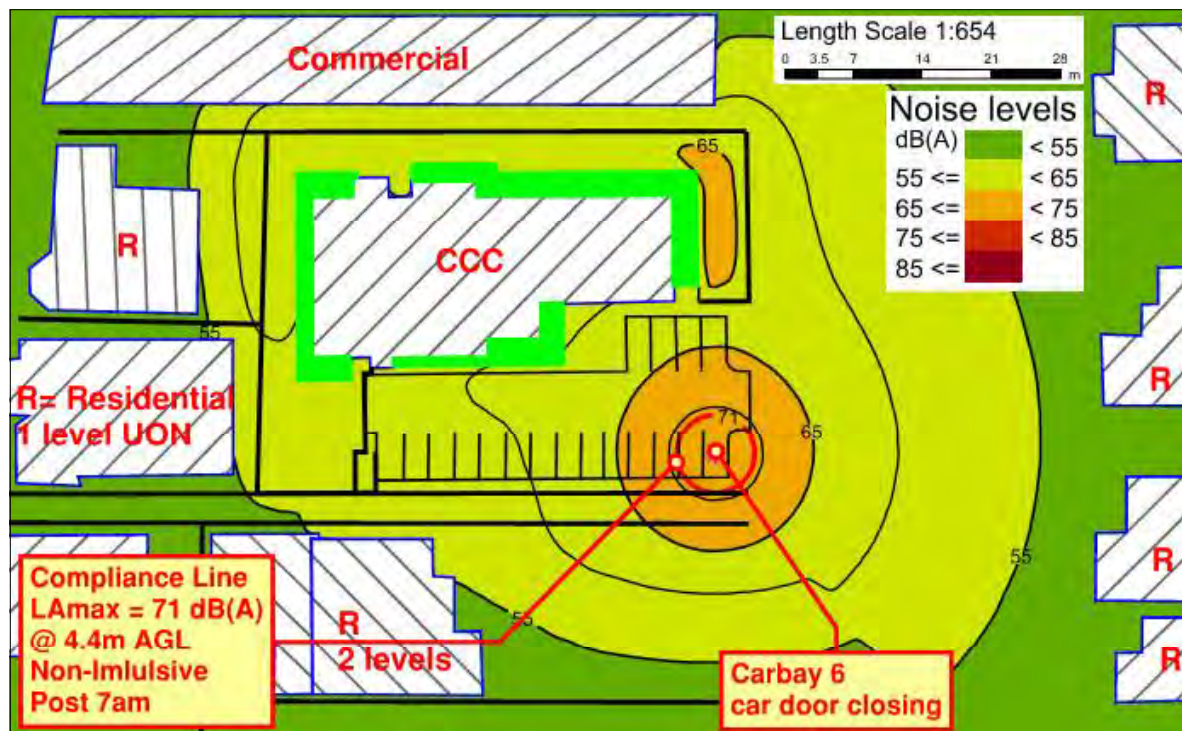 Commercial
Length Scale 1:654
0 3.5 7 14 21 28
m
Noise levels
dB(A)
< 55
55 <= < 65
65 <= < 75
75 <= < 85
85 <=
R
65
R
CCC
55
R
R= Residential
1 level UON
71
65
R
55
R
55
R
2 levels
Compliance Line
LAmax = 71 dB(A)
@ 4.4m AGL
Non-Imlulsive
Post 7am
Carbay 6
car door closing